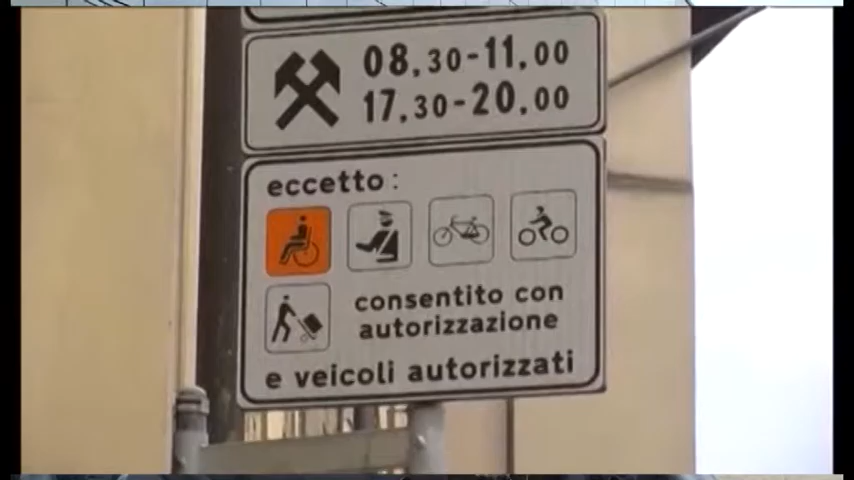 08,30-11,00
17,30-20,00
eccetto:
consentito con
autorizzazione
e veicoli autorizzati